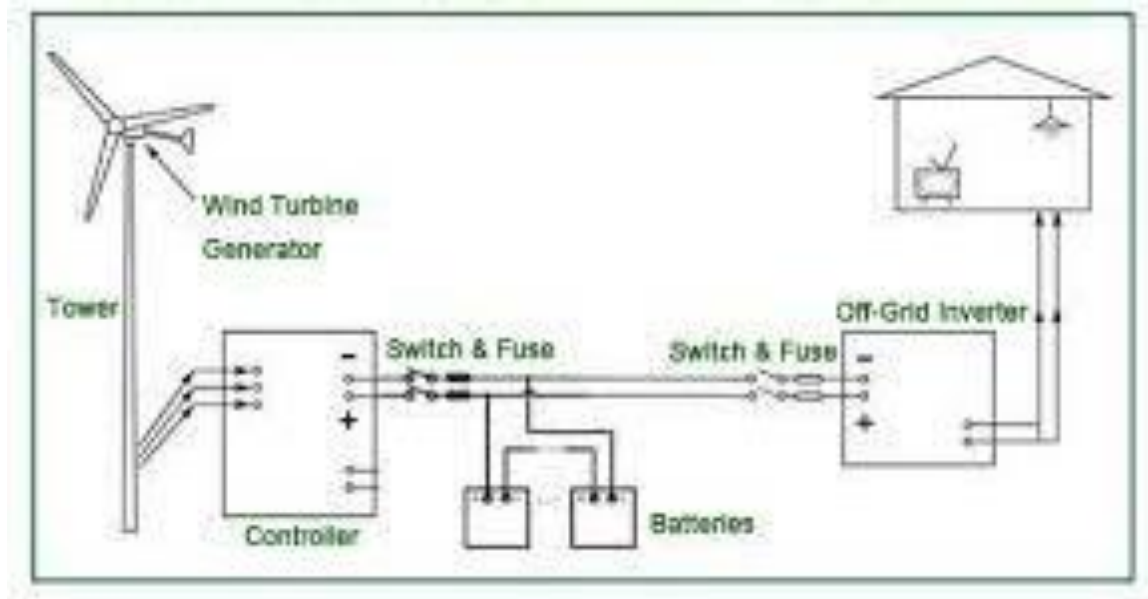 Wind Turbine
Generator
Tower
Off-Grid Inverter
Switch & Fuse
Switch & Fuse
-
-
+
+
Batteries
Controller